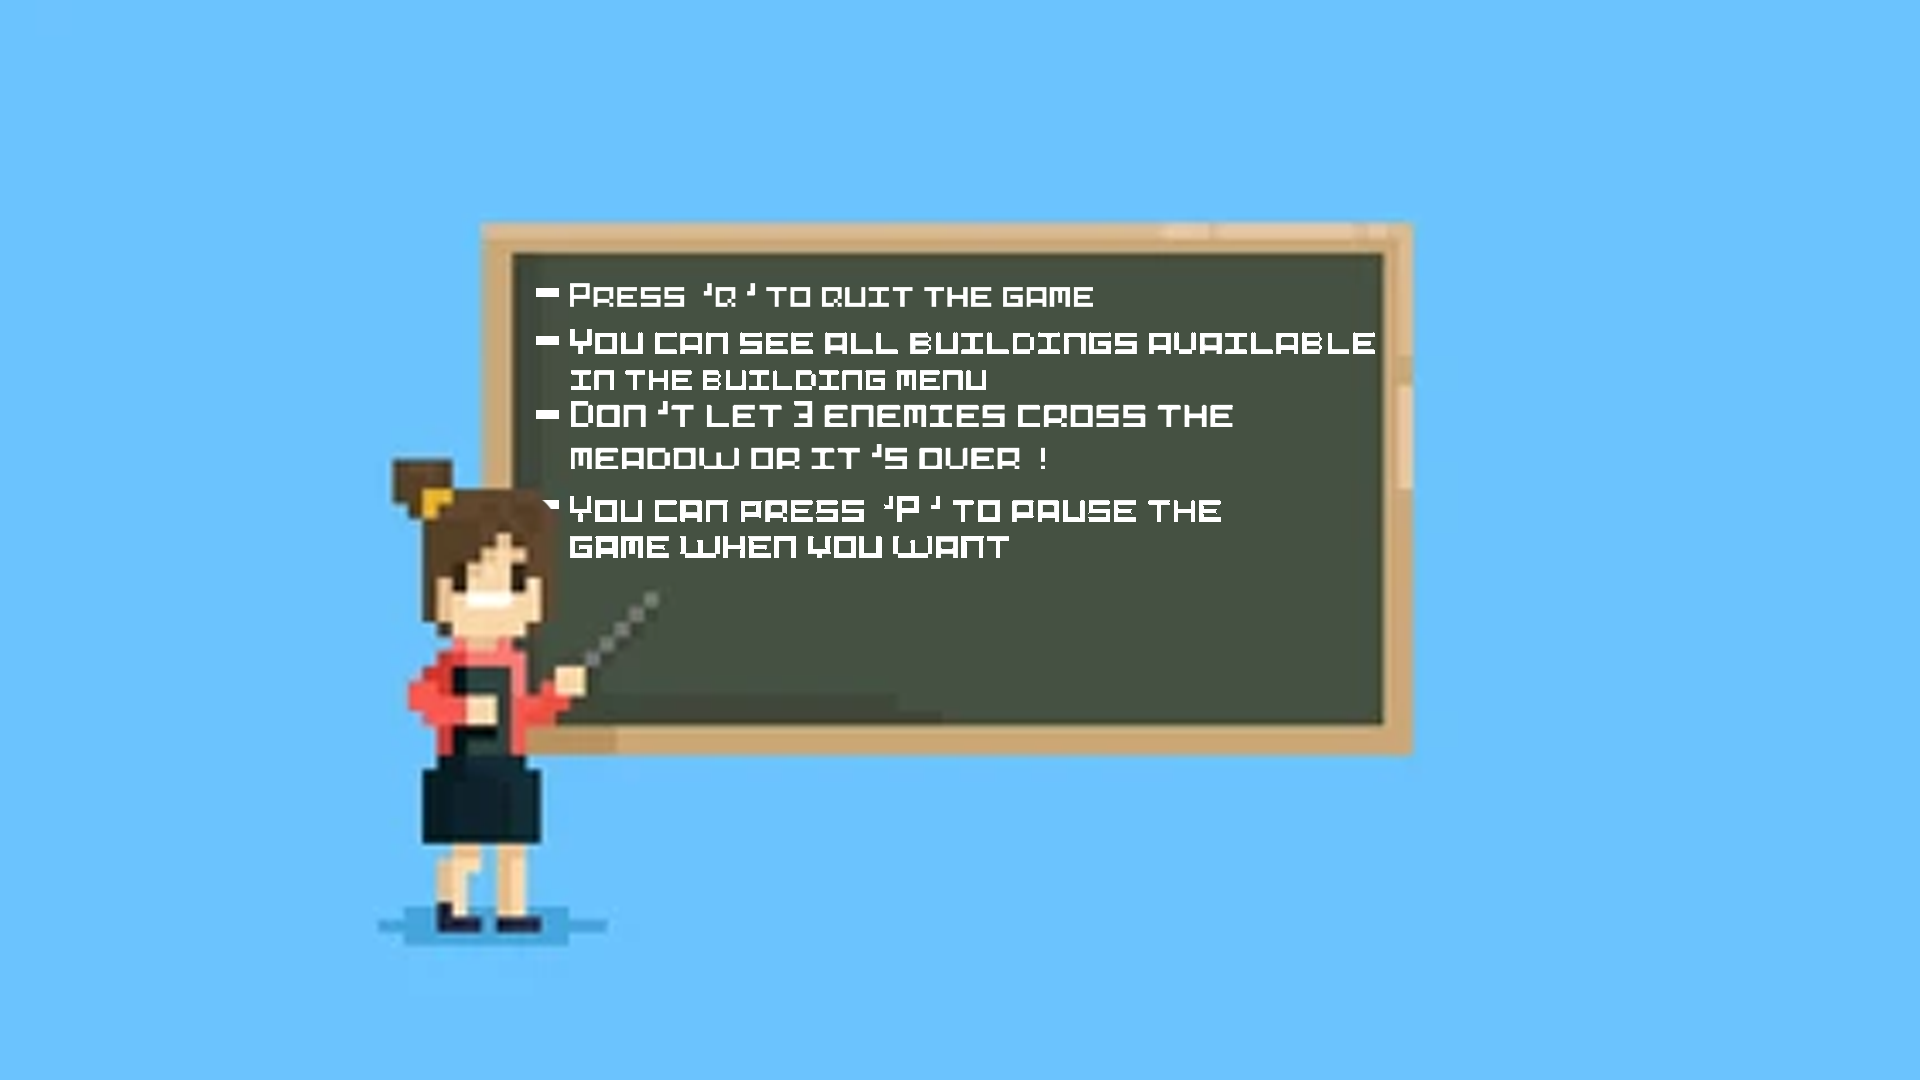 - Press 'Q' to quit the game
- You can see all buildings available
in the building menu
- Don't let 3 enemies cross the
meadow or it's over !
- You can press 'P' to pause the
game when you want